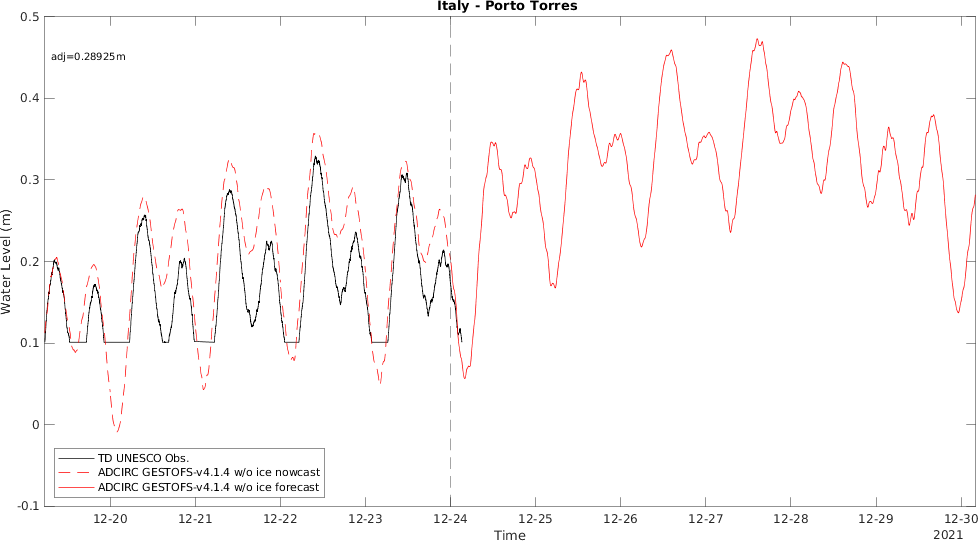 Italy - Porto Torres
adj=0.28925m
0.5
0.4
0.3
0.2
0.1
0
-0.1
Water Level (m)
TD UNESCO Obs.
ADCIRC GESTOFS-v4.1.4 w/o ice nowcast
ADCIRC GESTOFS-v4.1.4 w/o ice forecast
12-20 12-21 12-22 12-23 12-24 12-25 12-26 12-27 12-28 12-29 12-30
Time
2021